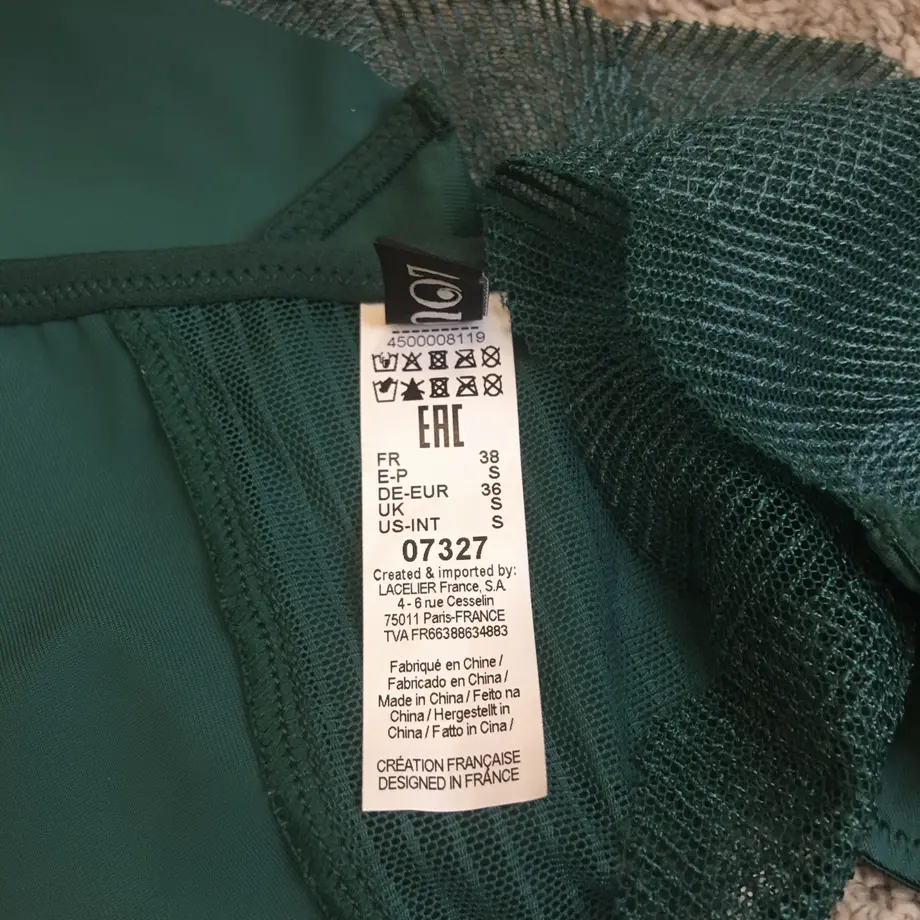 4500008119
EAC
FR 38
E-P S
DE-EUR 36
UK S
US-INT S
07327
Created & imported by:
LACELIER France, S.A.
4 - 6 rue Cesselin
75011 Paris-FRANCE
TVA FR66388634883
Fabriqué en Chine /
Fabricado en China /
Made in China / Feito na
China / Hergestellt in
China / Fatto in Cina /
CRÉATION FRANÇAISE
DESIGNED IN FRANCE